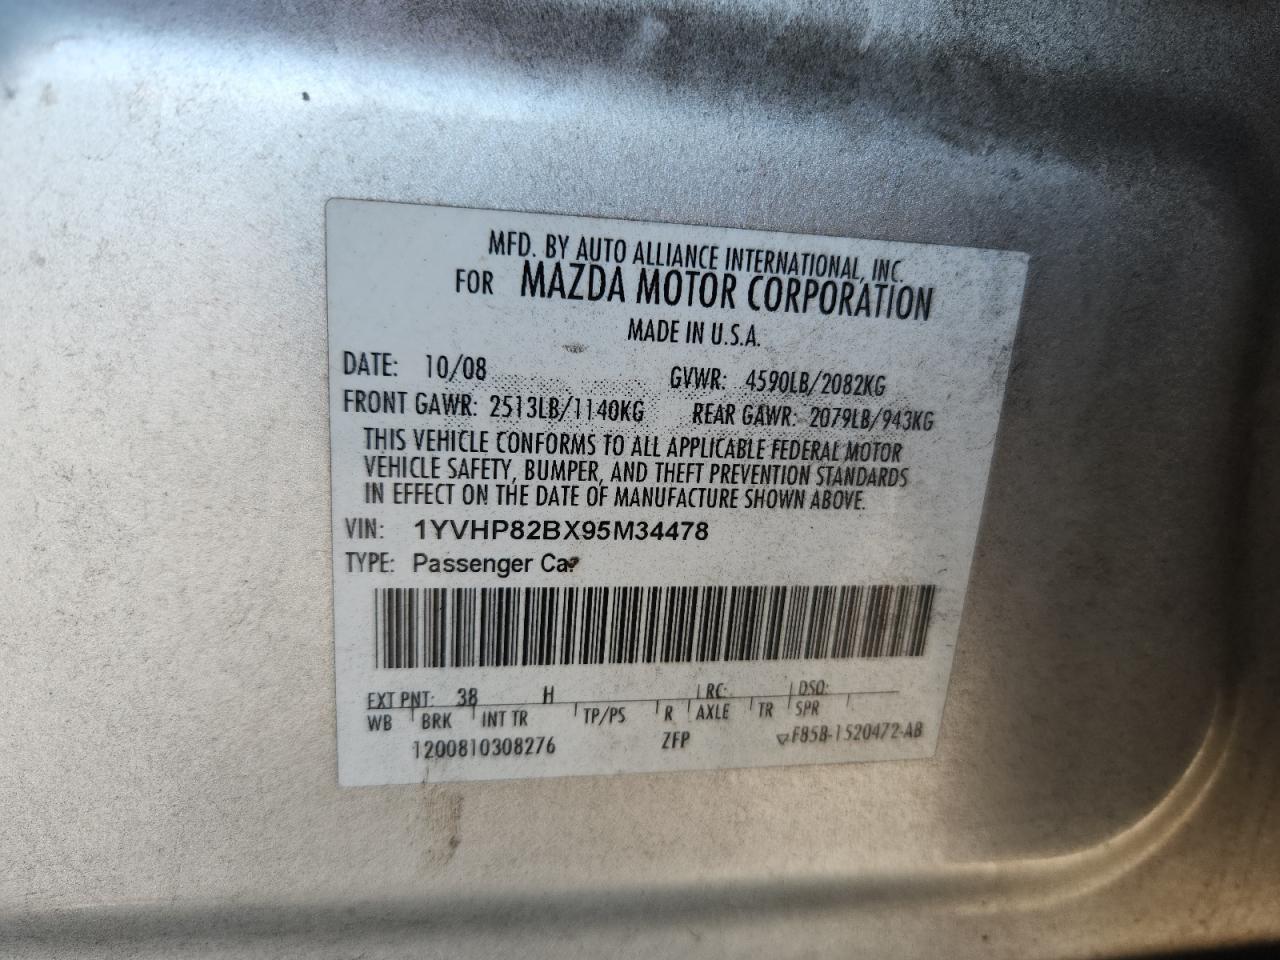 MFD. BY AUTO ALLIANCE INTERNATIONAL, INC.
FOR MAZDA MOTOR CORPORATION
MADE IN U.S.A.
DATE: 10/08 GVWR: 4590LB/2082KG
FRONT GAWR: 2513LB/1140KG REAR GAWR: 2079LB/943KG
THIS VEHICLE CONFORMS TO ALL APPLICABLE FEDERAL MOTOR
VEHICLE SAFETY, BUMPER, AND THEFT PREVENTION STANDARDS
IN EFFECT ON THE DATE OF MANUFACTURE SHOWN ABOVE.
VIN: 1YVHP82BX95M34478
TYPE: Passenger Car
EXT PNT: 38 H RC: DSO:
WB BRK INT TR TP/PS R AXLE TR SPR
1200810308276 ZFP ▽F85B-1520472-AB